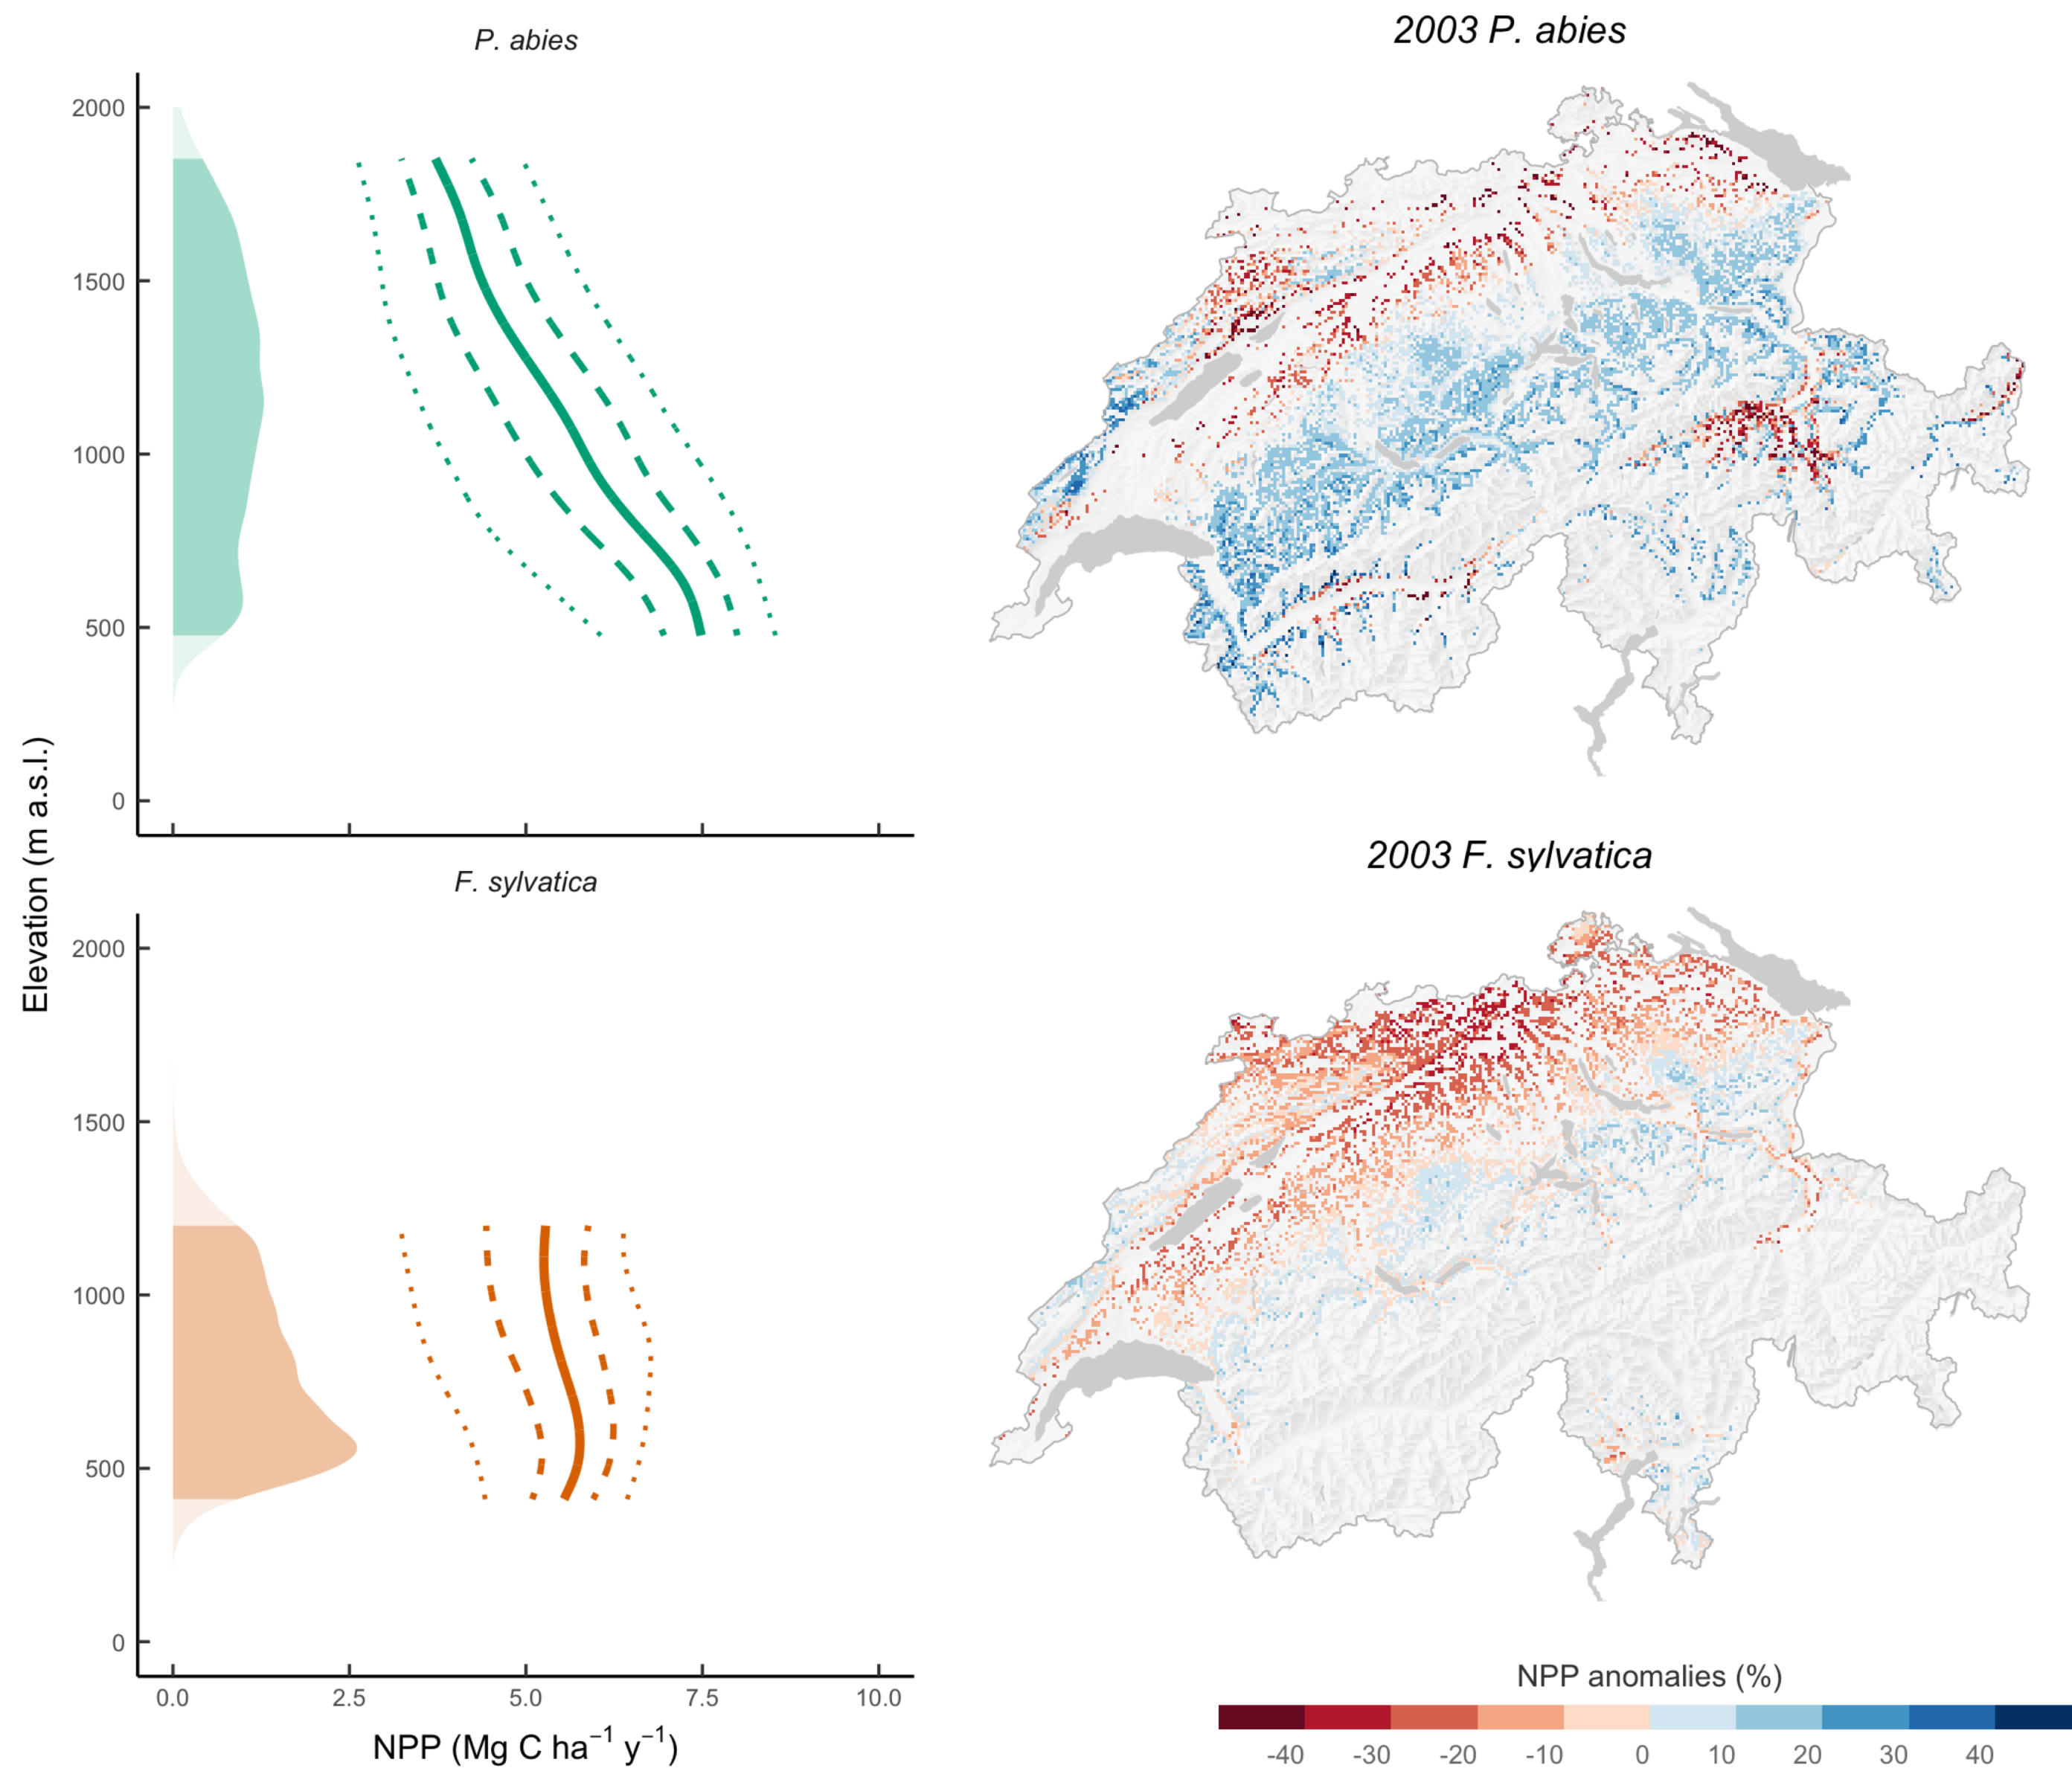 P. abies
2003 P. abies
2000
1500
1000
500
0
Elevation (m a.s.l.)
F. sylvatica
2003 F. sylvatica
2000
1500
1000
500
0
0.0 2.5 5.0 7.5 10.0
NPP (Mg C ha⁻¹ y⁻¹)
NPP anomalies (%)
-40 -30 -20 -10 0 10 20 30 40